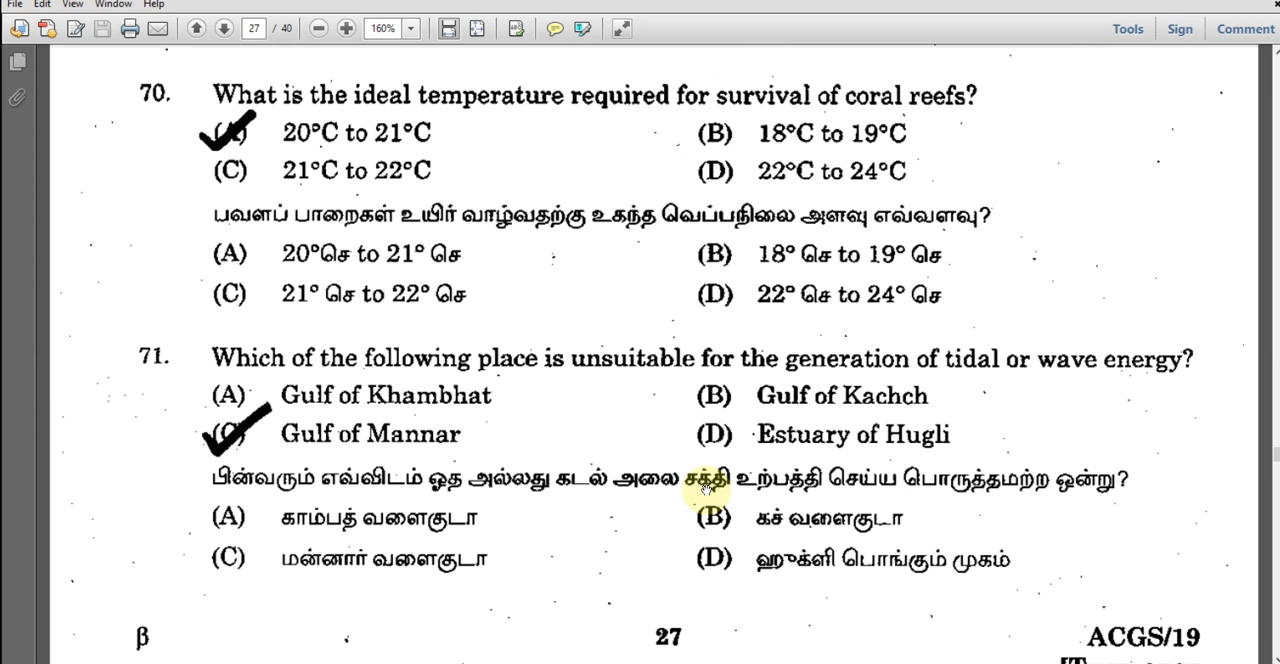 File Edit View Window Help
27 / 40 160% Tools Sign Comment
70. What is the ideal temperature required for survival of coral reefs?
(A) 20°C to 21°C (B) 18°C to 19°C
(C) 21°C to 22°C (D) 22°C to 24°C
பவளப் பாறைகள் உயிர் வாழ்வதற்கு உகந்த வெப்பநிலை அளவு எவ்வளவு?
(A) 20°செ to 21° செ (B) 18° செ to 19° செ
(C) 21° செ to 22° செ (D) 22° செ to 24° செ
71. Which of the following place is unsuitable for the generation of tidal or wave energy?
(A) Gulf of Khambhat (B) Gulf of Kachch
(C) Gulf of Mannar (D) Estuary of Hugli
பின்வரும் எவ்விடம் ஓத அல்லது கடல் அலை சக்தி உற்பத்தி செய்ய பொருத்தமற்ற ஒன்று?
(A) காம்பத் வளைகுடா (B) கச் வளைகுடா
(C) மன்னார் வளைகுடா (D) ஹுக்ளி பொங்கும் முகம்
β 27 ACGS/19